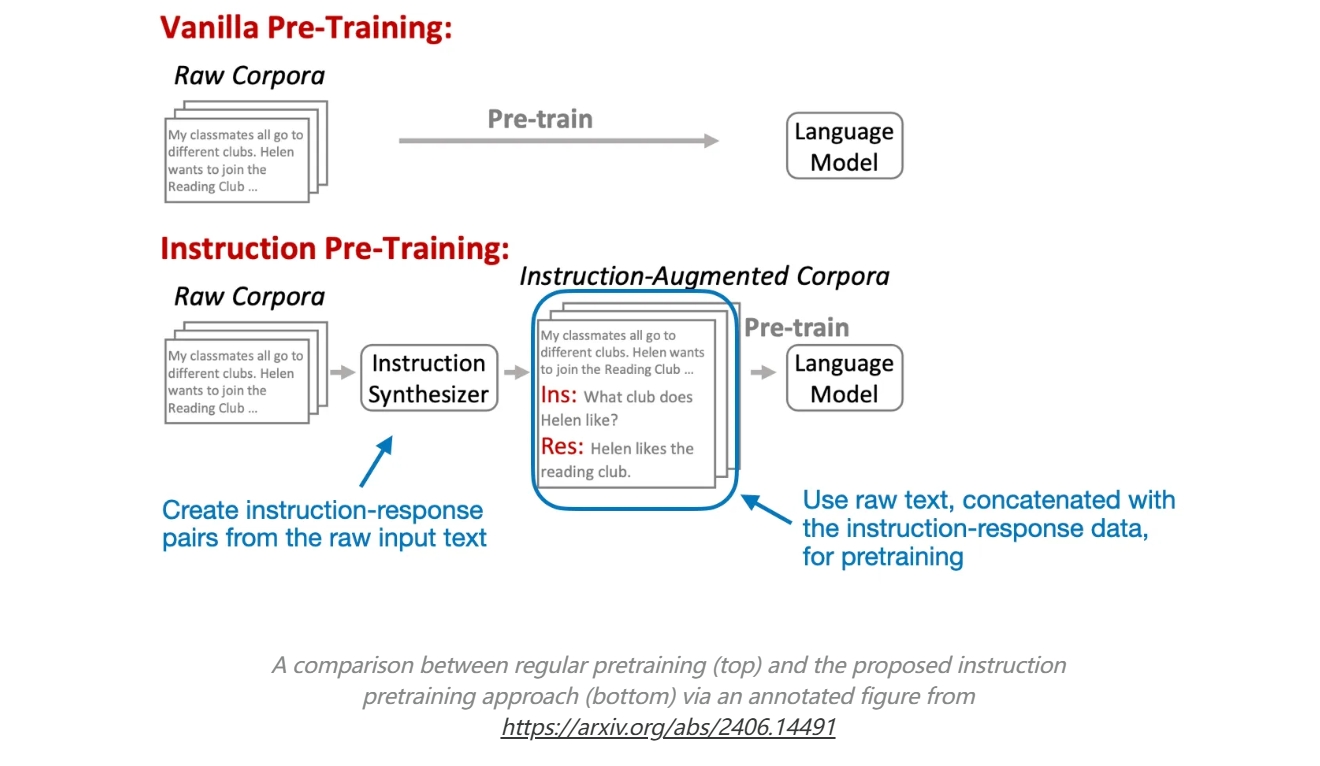 Vanilla Pre-Training:
Raw Corpora
My classmates all go to
different clubs. Helen
wants to join the
Reading Club ...
Pre-train
Language
Model
Instruction Pre-Training:
Raw Corpora
My classmates all go to
different clubs. Helen
wants to join the
Reading Club ...
Instruction
Synthesizer
Instruction-Augmented Corpora
My classmates all go to
different clubs. Helen wants
to join the Reading Club ...
Ins: What club does
Helen like?
Res: Helen likes the
reading club.
Pre-train
Language
Model
Create instruction-response
pairs from the raw input text
Use raw text, concatenated with
the instruction-response data,
for pretraining
A comparison between regular pretraining (top) and the proposed instruction
pretraining approach (bottom) via an annotated figure from
https://arxiv.org/abs/2406.14491